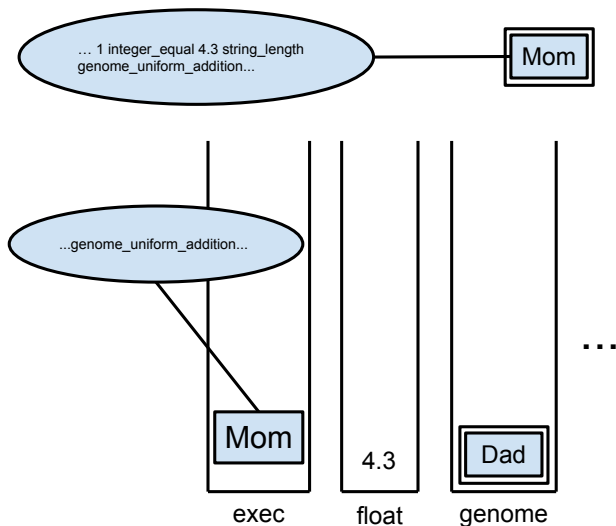 ... 1 integer_equal 4.3 string_length
genome_uniform_addition...
Mom
...genome_uniform_addition...
...
Mom
4.3
Dad
exec
float
genome